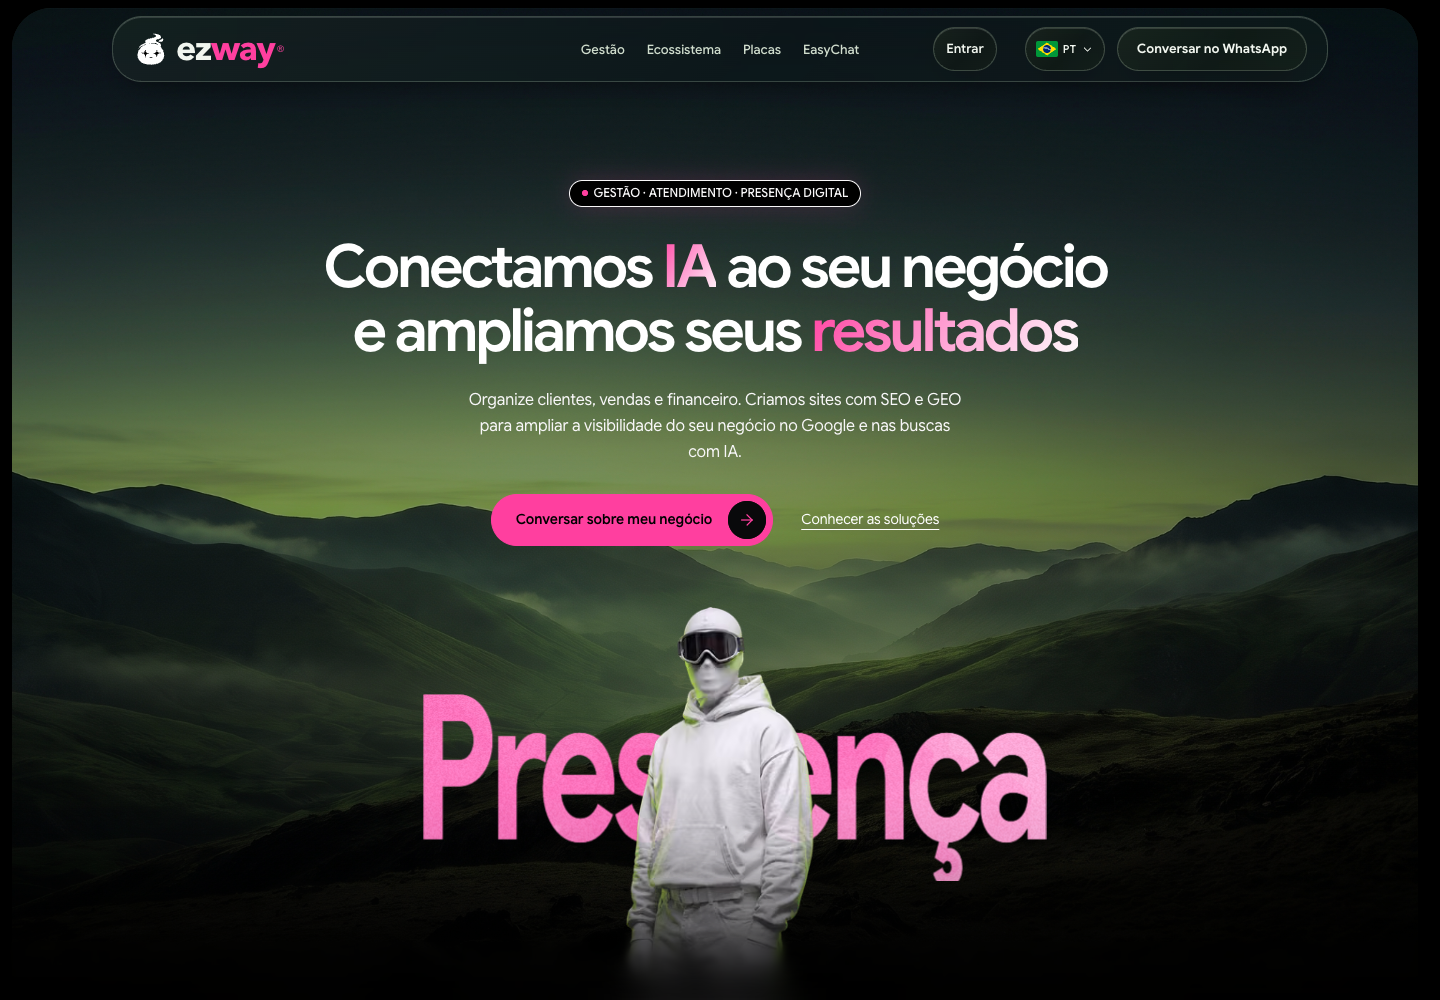 ezway®
Gestão
Ecossistema
Placas
EasyChat
Entrar
PT
Conversar no WhatsApp
GESTÃO · ATENDIMENTO · PRESENÇA DIGITAL
Conectamos IA ao seu negócio
e ampliamos seus resultados
Organize clientes, vendas e financeiro. Criamos sites com SEO e GEO
para ampliar a visibilidade do seu negócio no Google e nas buscas
com IA.
Conversar sobre meu negócio
Conhecer as soluções
Presença